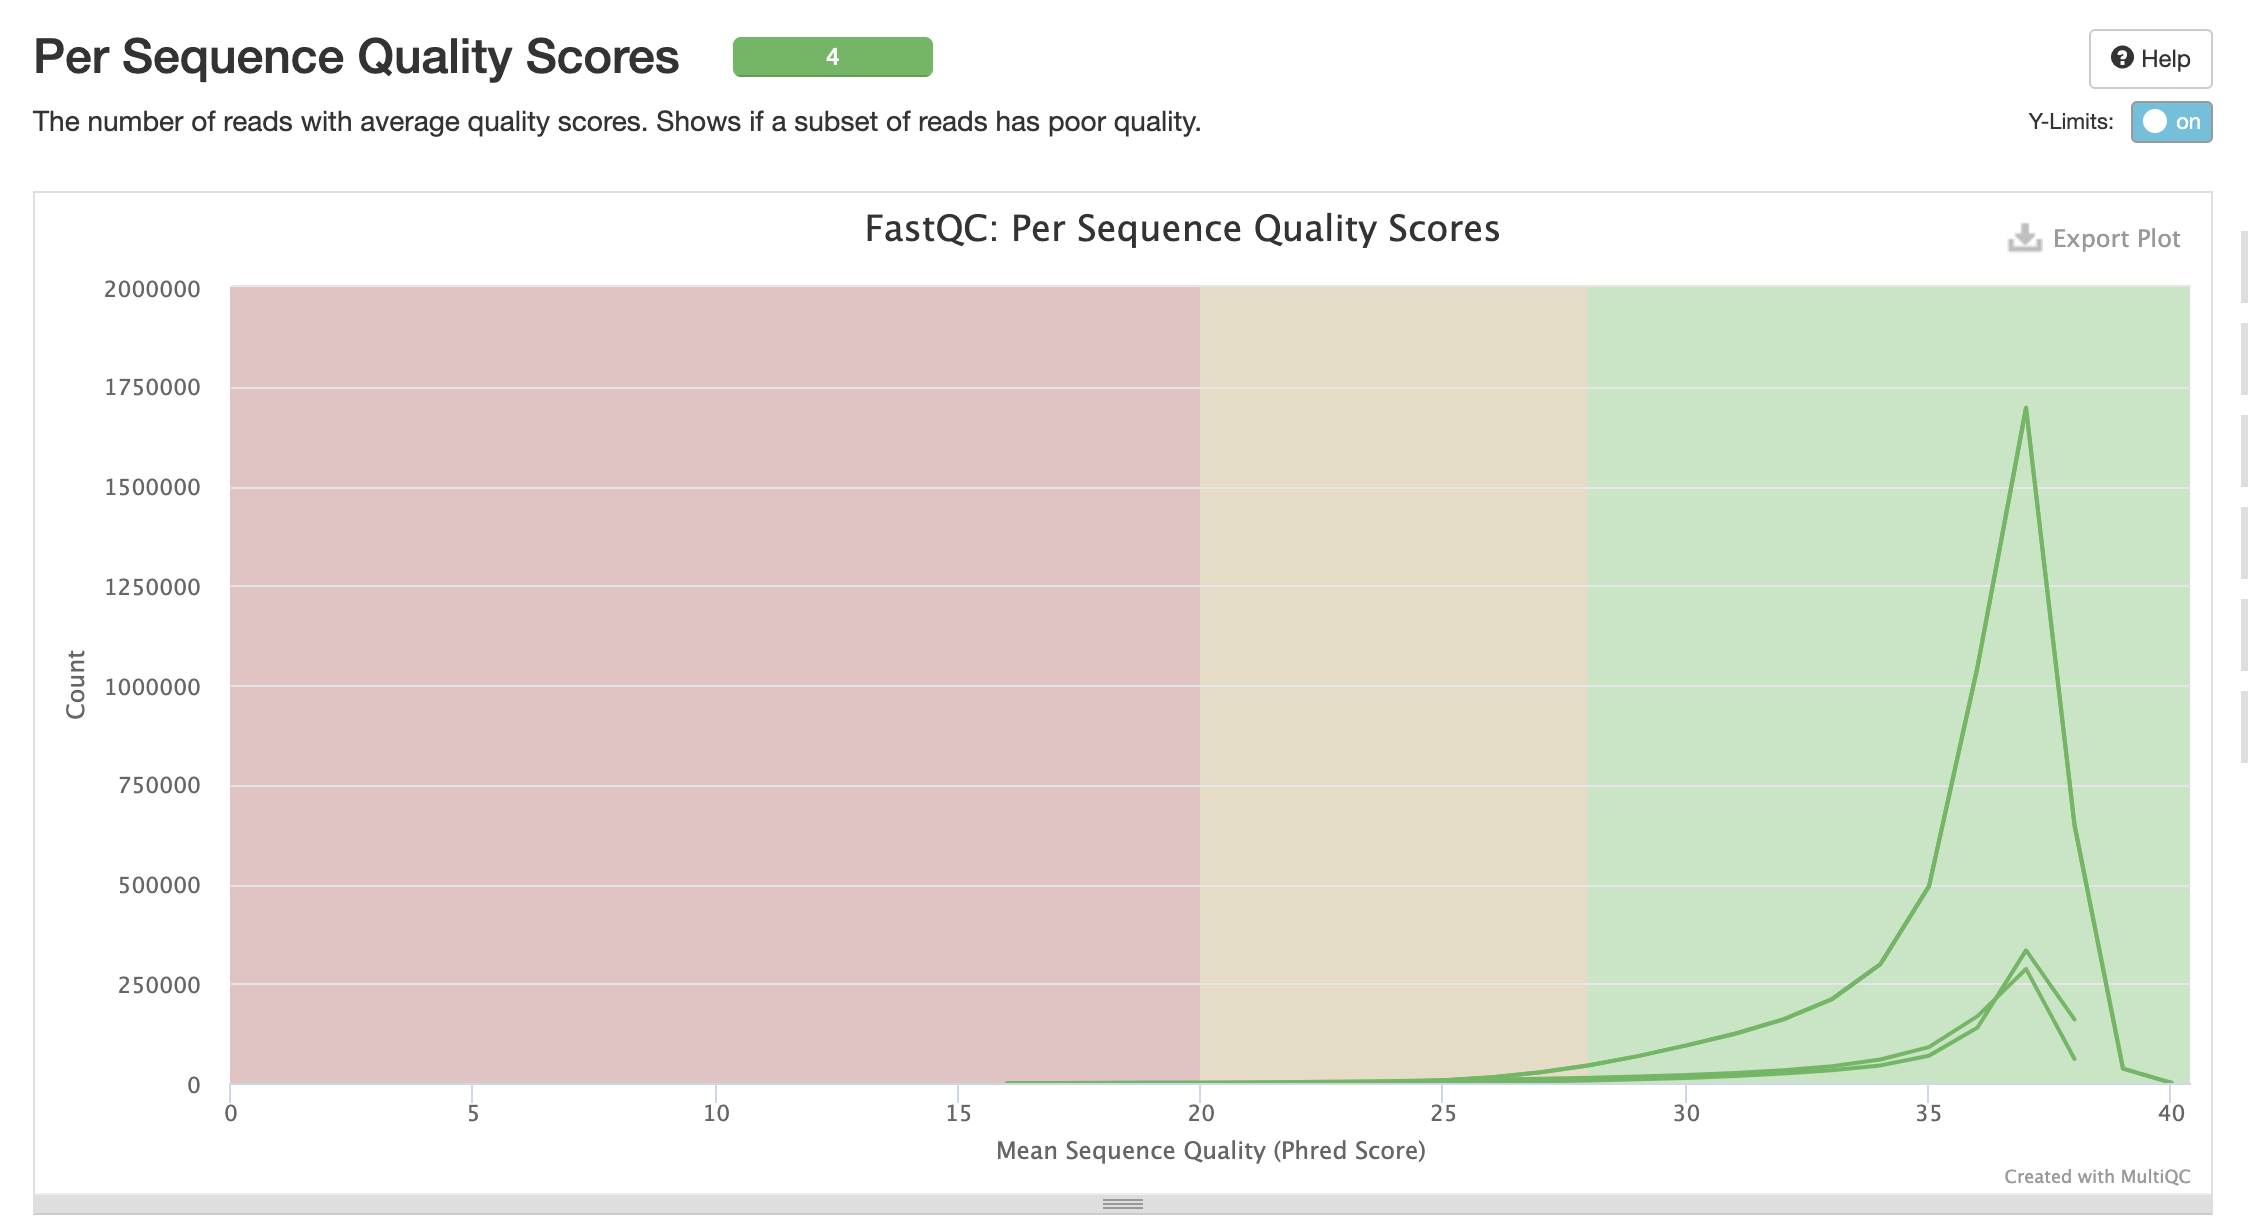 Per Sequence Quality Scores
4
Help
The number of reads with average quality scores. Shows if a subset of reads has poor quality.
Y-Limits:
on
FastQC: Per Sequence Quality Scores
Export Plot
2000000
1750000
1500000
1250000
1000000
750000
500000
250000
0
Count
0 5 10 15 20 25 30 35 40
Mean Sequence Quality (Phred Score)
Created with MultiQC